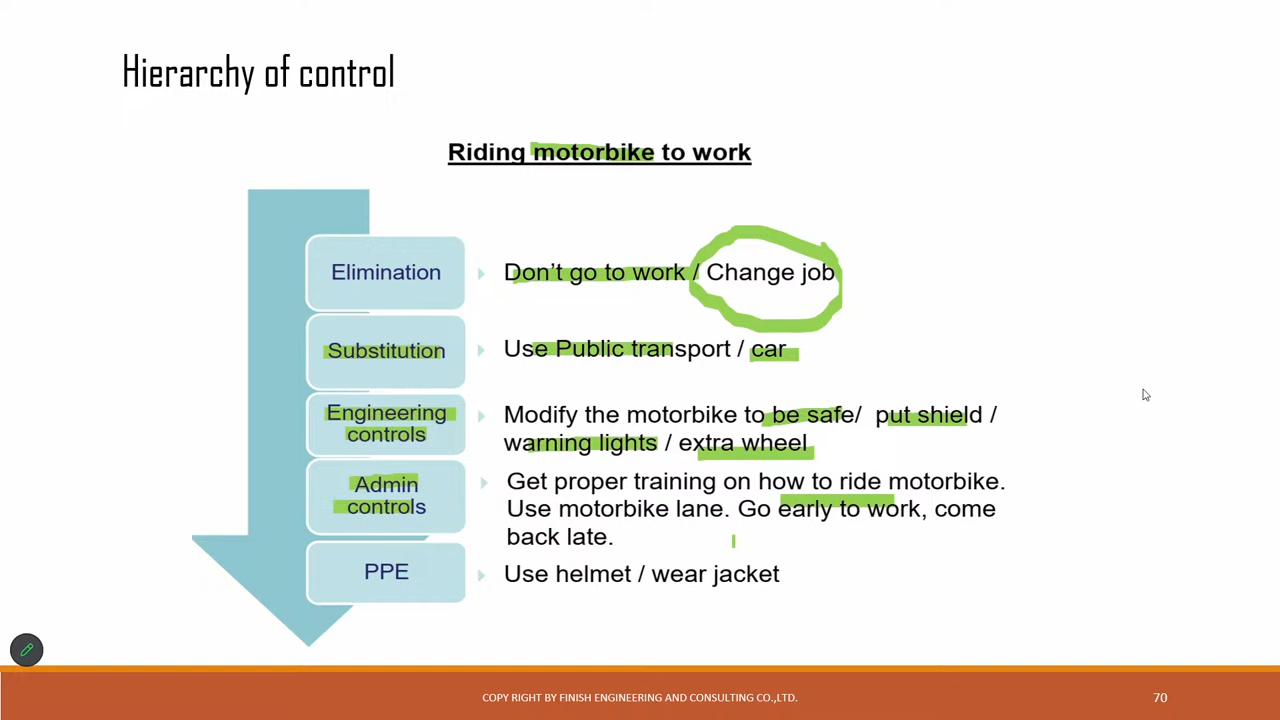 Hierarchy of control
Riding motorbike to work
Elimination
Don’t go to work / Change job
Substitution
Use Public transport / car
Engineering
controls
Modify the motorbike to be safe/ put shield /
warning lights / extra wheel
Admin
controls
Get proper training on how to ride motorbike.
Use motorbike lane. Go early to work, come
back late.
PPE
Use helmet / wear jacket
COPY RIGHT BY FINISH ENGINEERING AND CONSULTING CO.,LTD.
70